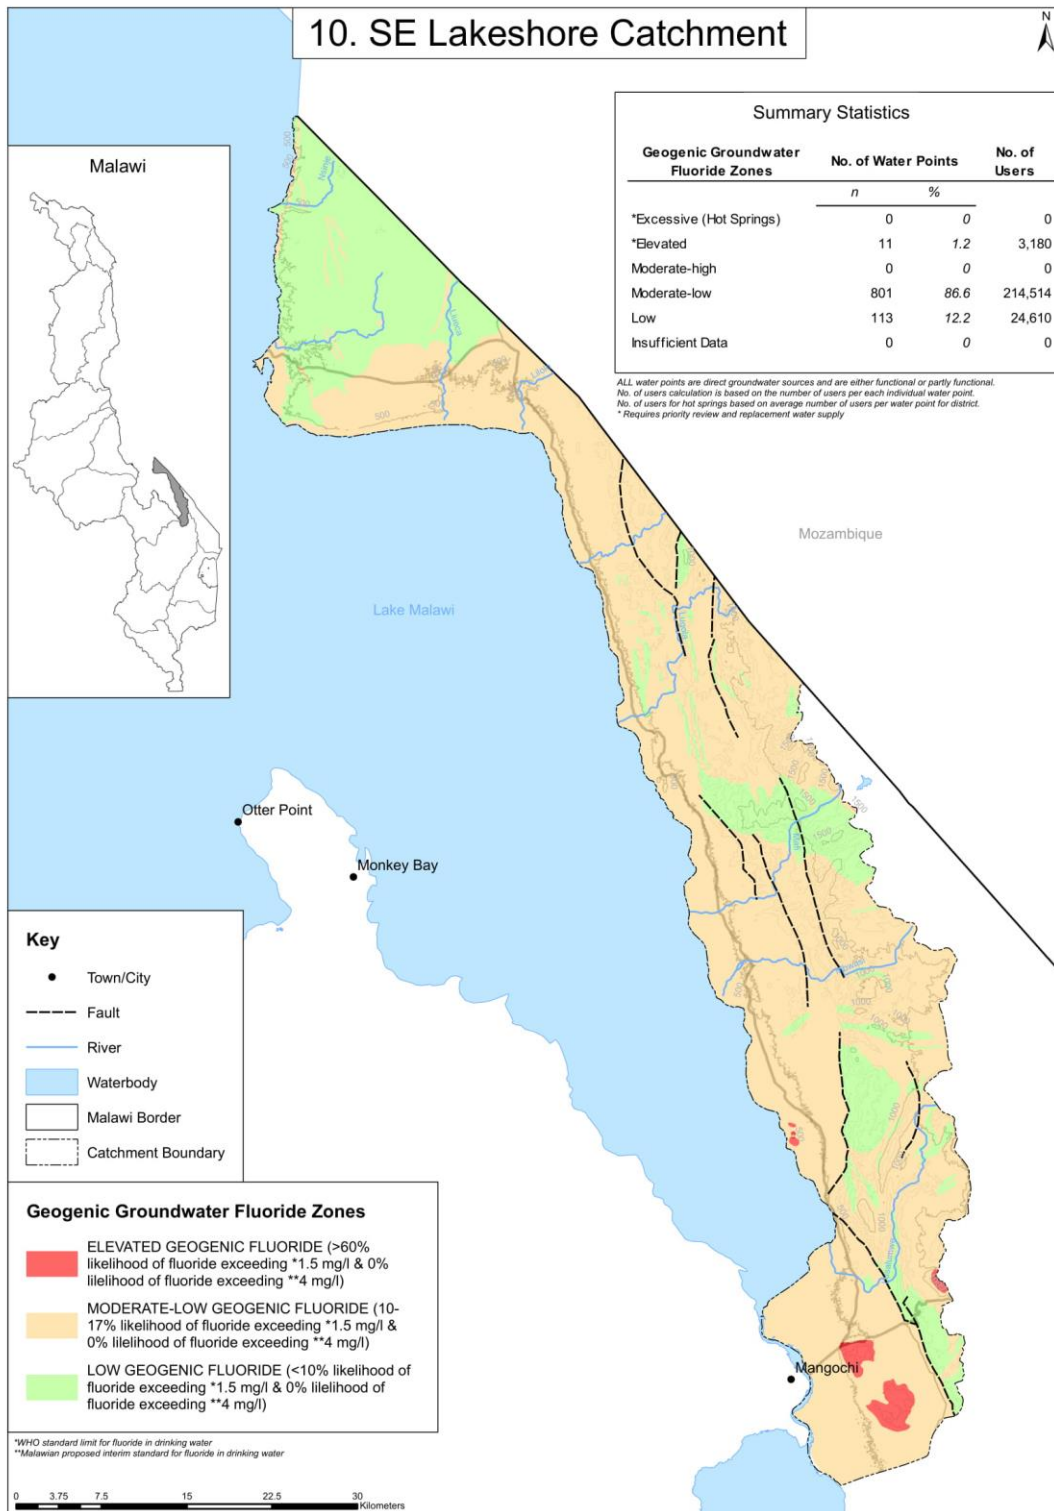 10. SE Lakeshore Catchment
N
Summary Statistics
Geogenic Groundwater Fluoride Zones No. of Water Points No. of Users
n %
*Excessive (Hot Springs) 0 0 0
*Elevated 11 1.2 3,180
Moderate-high 0 0 0
Moderate-low 801 86.6 214,514
Low 113 12.2 24,610
Insufficient Data 0 0 0
ALL water points are direct groundwater sources and are either functional or partly functional.
No. of users calculation is based on the number of users per each individual water point.
No. of users for hot springs based on average number of users per water point for district.
* Requires priority review and replacement water supply
Malawi
Mozambique
Lake Malawi
500
500
500
1000
1500
1500
1500
1000
1000
1000
500
Otter Point
Monkey Bay
Mangochi
Key
Town/City
Fault
River
Waterbody
Malawi Border
Catchment Boundary
Geogenic Groundwater Fluoride Zones
ELEVATED GEOGENIC FLUORIDE (>60%
likelihood of fluoride exceeding *1.5 mg/l & 0%
lilelihood of fluoride exceeding **4 mg/l)
MODERATE-LOW GEOGENIC FLUORIDE (10-
17% likelihood of fluoride exceeding *1.5 mg/l &
0% lilelihood of fluoride exceeding **4 mg/l)
LOW GEOGENIC FLUORIDE (<10% likelihood of
fluoride exceeding *1.5 mg/l & 0% lilelihood of
fluoride exceeding **4 mg/l)
*WHO standard limit for fluoride in drinking water
**Malawian proposed interim standard for fluoride in drinking water
0 3.75 7.5 15 22.5 30
Kilometers